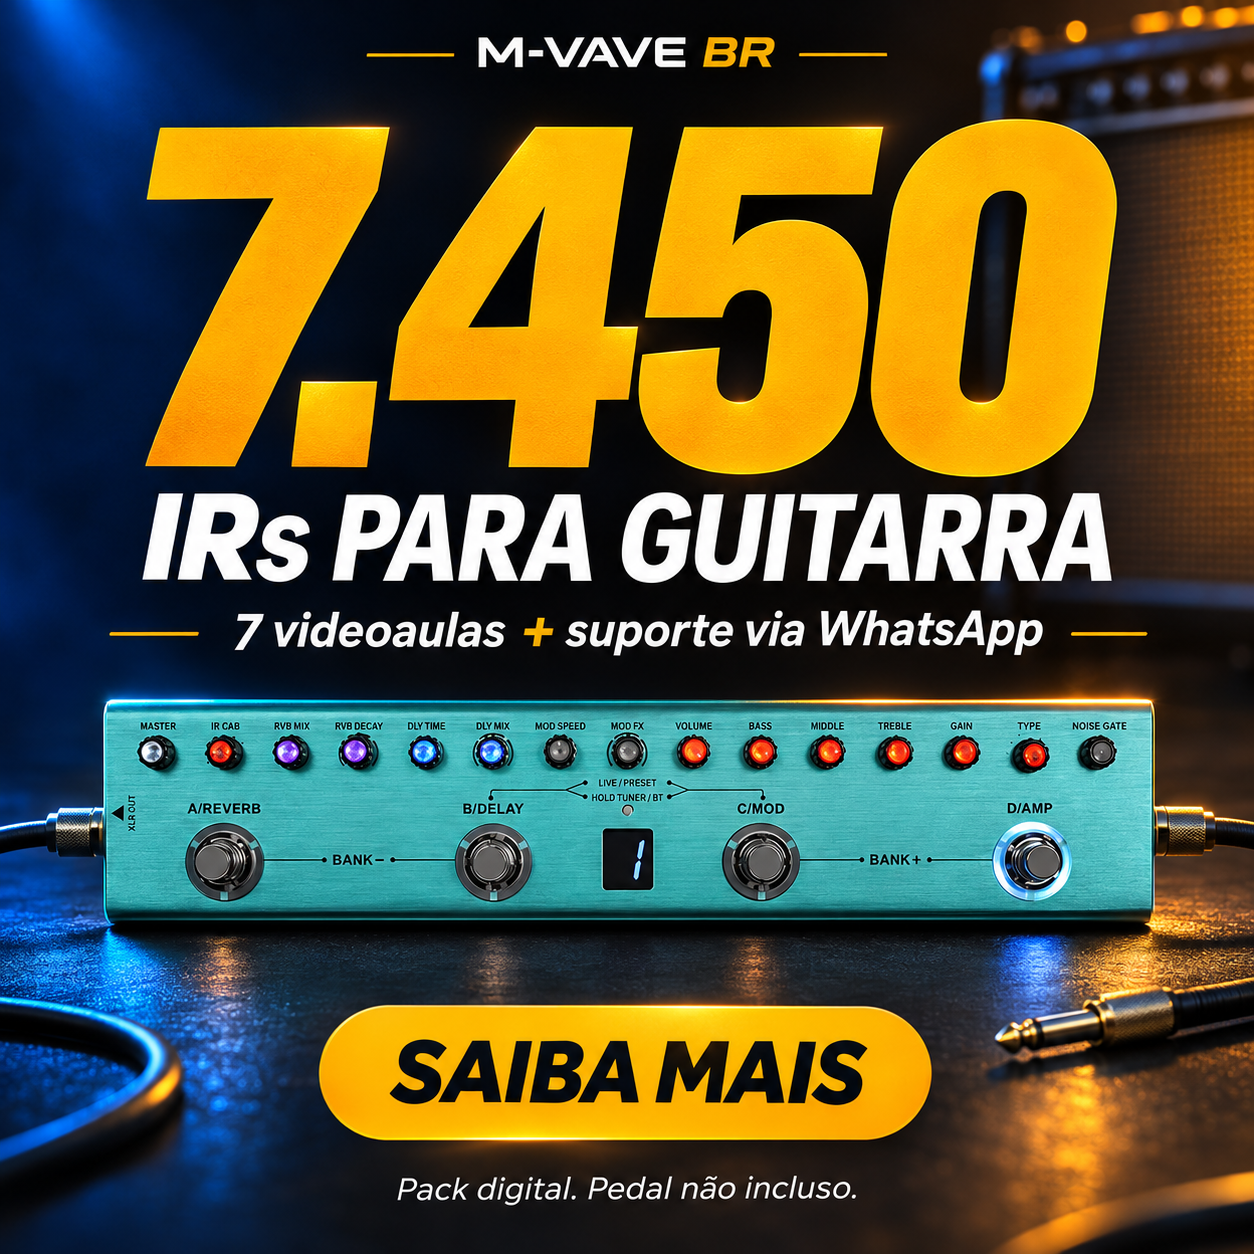 M-VAVE BR
7.450
IRs PARA GUITARRA
7 videoaulas + suporte via WhatsApp
MASTER IR CAB RVB MIX RVB DECAY DLY TIME DLY MIX MOD SPEED MOD FX VOLUME BASS MIDDLE TREBLE GAIN TYPE NOISE GATE
LIVE / PRESET
HOLD TUNER / BT
XLR OUT
A/REVERB B/DELAY C/MOD D/AMP
BANK – 1 BANK +
SAIBA MAIS
Pack digital. Pedal não incluso.